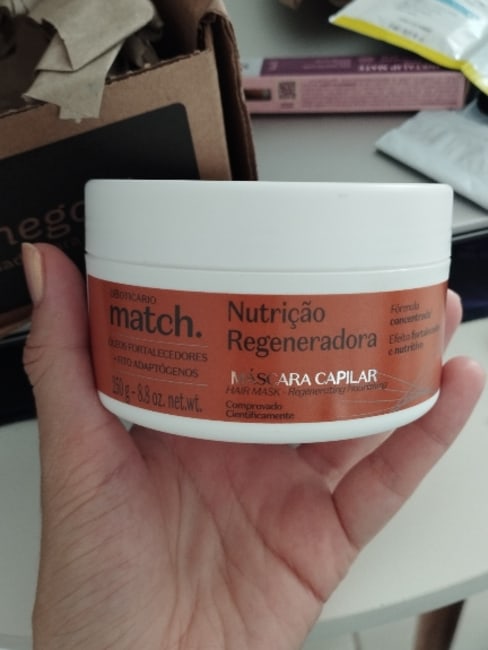 oBOTICÁRIO
match.
ÓLEOS FORTALECEDORES
+ FITO ADAPTÓGENOS
250 g - 8.8 oz. net.wt.
Nutrição
Regeneradora
MÁSCARA CAPILAR
HAIR MASK - Regenerating Nourishing
Comprovado
Cientificamente
Fórmula
concentrada
Efeito fortalecedor
e nutritivo